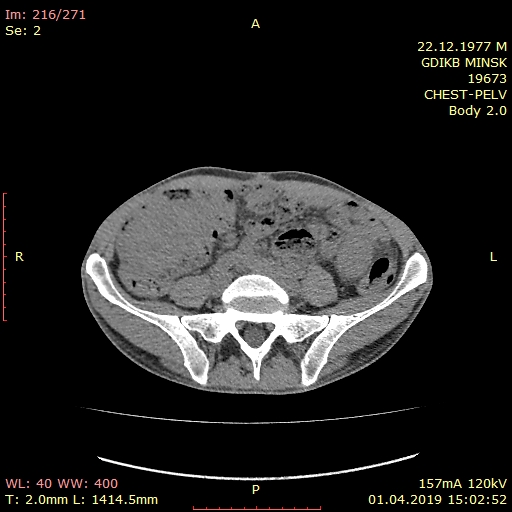 Im: 216/271
Se: 2
A
22.12.1977 M
GDIKB MINSK
19673
CHEST-PELV
Body 2.0
R
L
WL: 40 WW: 400
T: 2.0mm L: 1414.5mm
P
157mA 120kV
01.04.2019 15:02:52